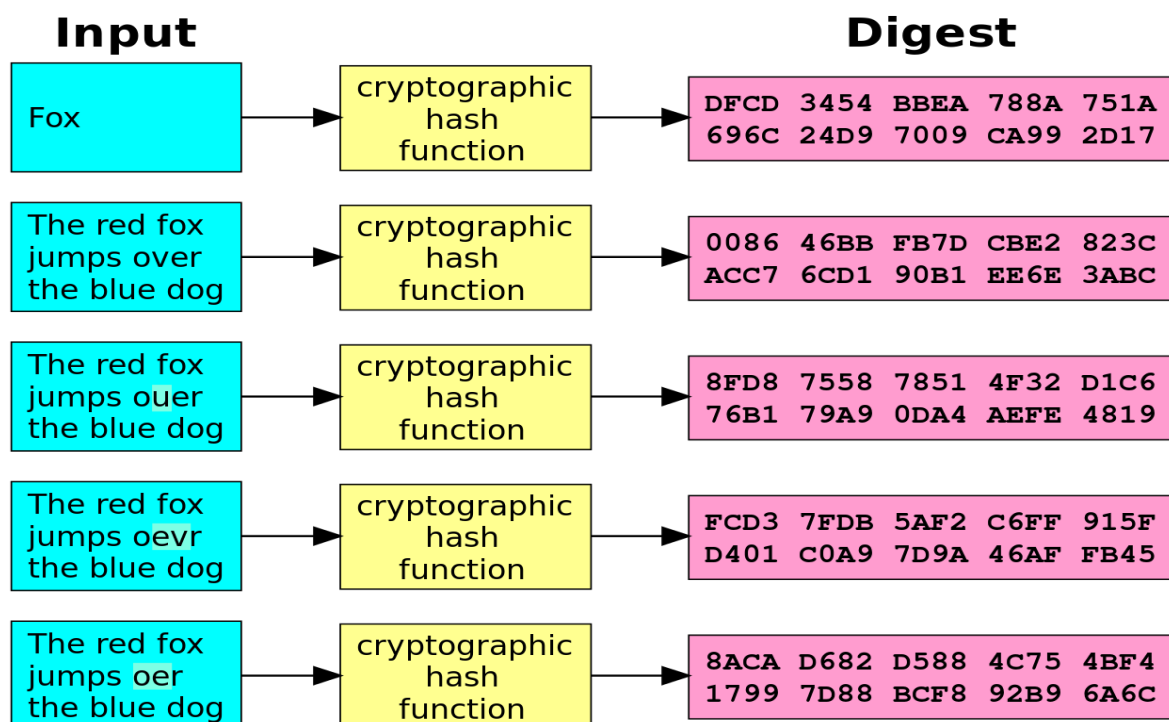 Input
Digest
Fox
cryptographic
hash
function
DFCD 3454 BBEA 788A 751A
696C 24D9 7009 CA99 2D17
The red fox
jumps over
the blue dog
cryptographic
hash
function
0086 46BB FB7D CBE2 823C
ACC7 6CD1 90B1 EE6E 3ABC
The red fox
jumps ouer
the blue dog
cryptographic
hash
function
8FD8 7558 7851 4F32 D1C6
76B1 79A9 0DA4 AEFE 4819
The red fox
jumps oevr
the blue dog
cryptographic
hash
function
FCD3 7FDB 5AF2 C6FF 915F
D401 C0A9 7D9A 46AF FB45
The red fox
jumps oer
the blue dog
cryptographic
hash
function
8ACA D682 D588 4C75 4BF4
1799 7D88 BCF8 92B9 6A6C